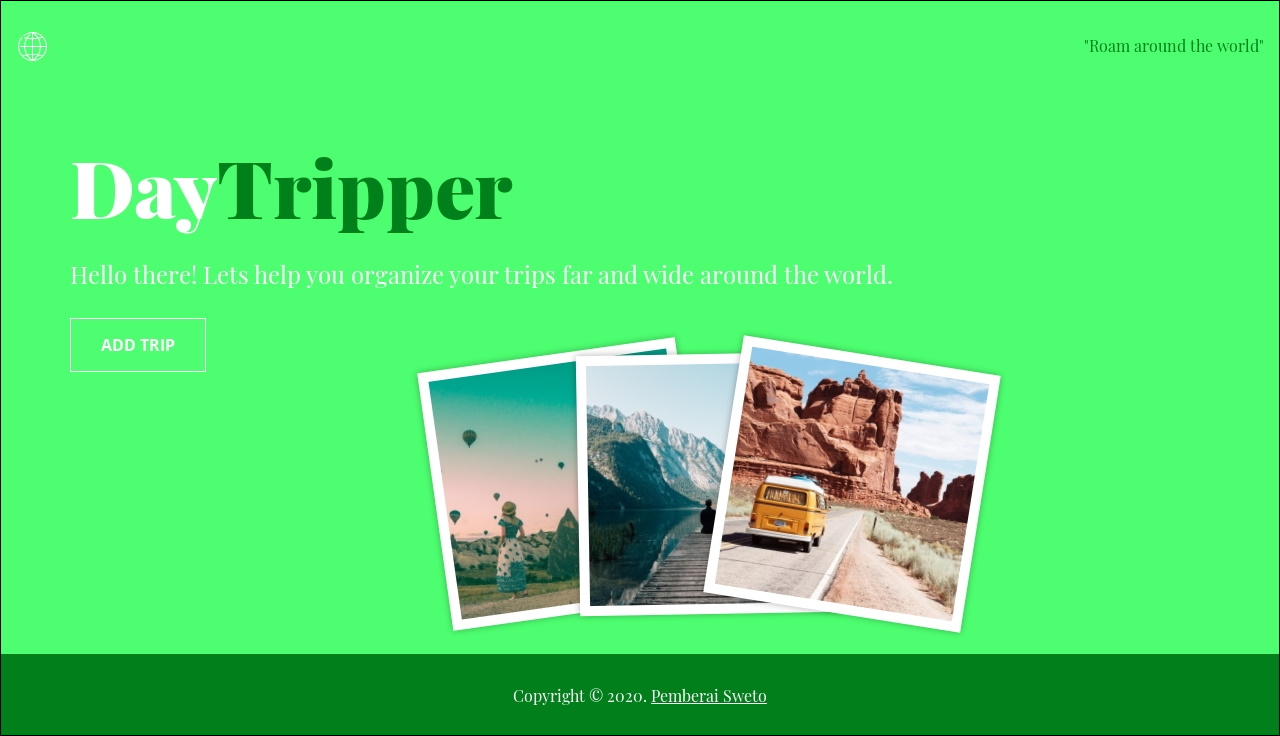 "Roam around the world"
DayTripper
Hello there! Lets help you organize your trips far and wide around the world.
ADD TRIP
Copyright © 2020. Pemberai Sweto